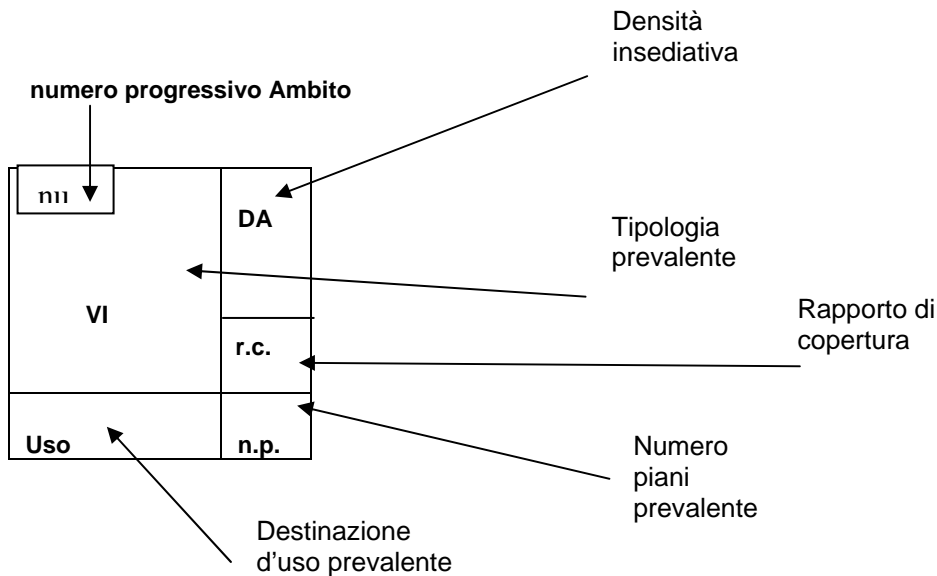 Densità
insediativa
numero progressivo Ambito
DA
Tipologia
prevalente
VI
Rapporto di
copertura
r.c.
Uso
n.p.
Numero
piani
prevalente
Destinazione
d'uso prevalente